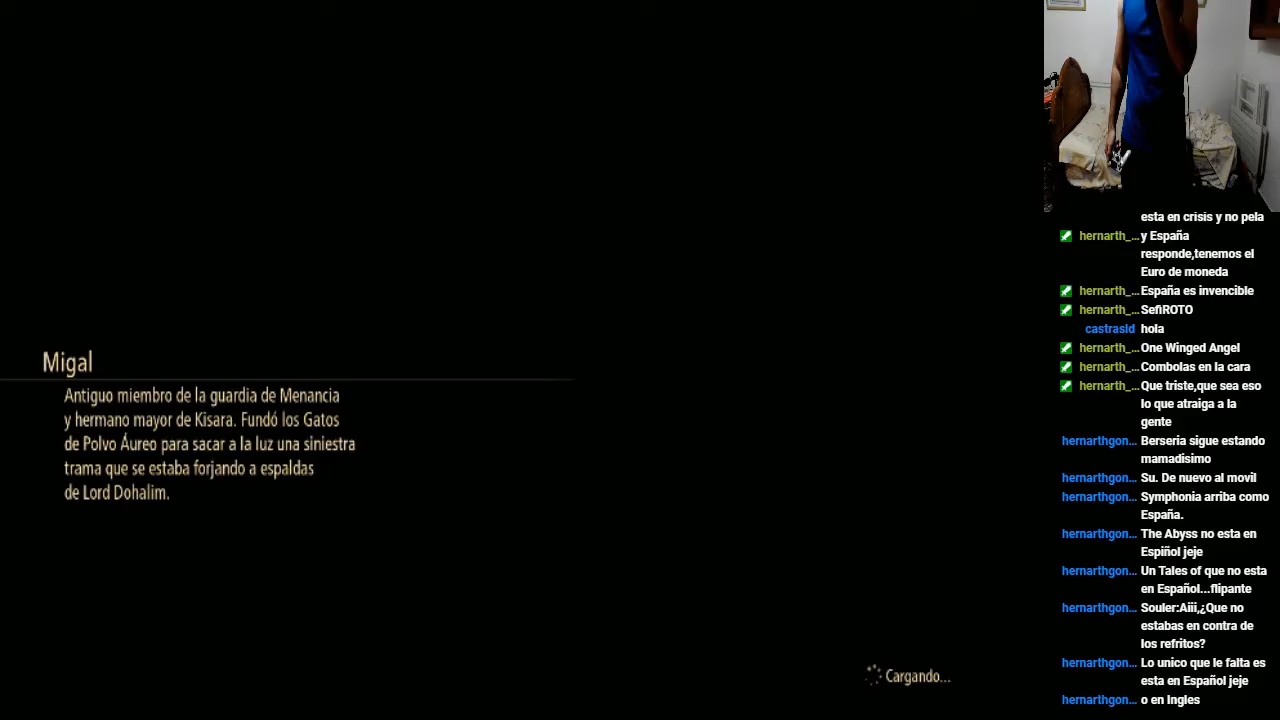 Migal
Antiguo miembro de la guardia de Menancia
y hermano mayor de Kisara. Fundó los Gatos
de Polvo Áureo para sacar a la luz una siniestra
trama que se estaba forjando a espaldas
de Lord Dohalim.
Cargando...
esta en crisis y no pela
hernarth_... y España
responde,tenemos el
Euro de moneda
hernarth_... España es invencible
hernarth_... SefiROTO
castrasld hola
hernarth_... One Winged Angel
hernarth_... Combolas en la cara
hernarth_... Que triste,que sea eso
lo que atraiga a la
gente
hernarthgon... Berseria sigue estando
mamadisimo
hernarthgon... Su. De nuevo al movil
hernarthgon... Symphonia arriba como
España.
hernarthgon... The Abyss no esta en
Espiñol jeje
hernarthgon... Un Tales of que no esta
en Español...flipante
hernarthgon... Souler:Aiii,¿Que no
estabas en contra de
los refritos?
hernarthgon... Lo unico que le falta es
esta en Español jeje
hernarthgon... o en Ingles